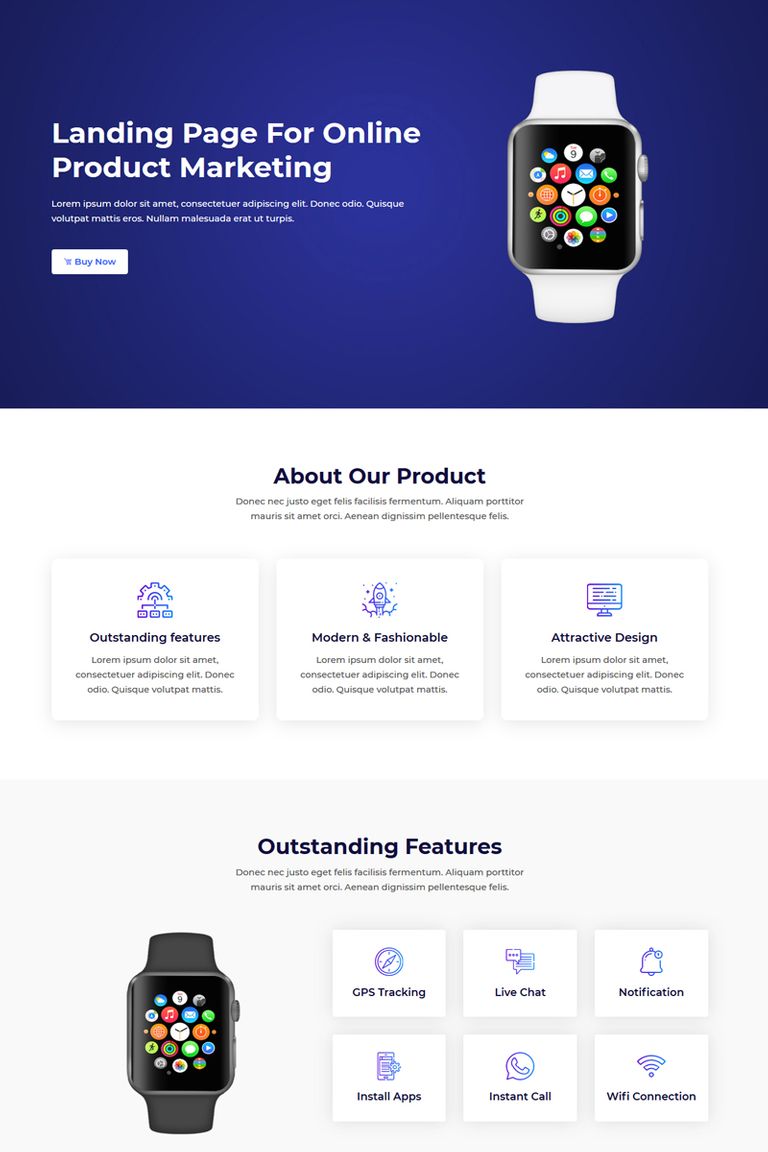 Landing Page For Online
Product Marketing
Lorem ipsum dolor sit amet, consectetuer adipiscing elit. Donec odio. Quisque
volutpat mattis eros. Nullam malesuada erat ut turpis.
Buy Now
9
About Our Product
Donec nec justo eget felis facilisis fermentum. Aliquam porttitor
mauris sit amet orci. Aenean dignissim pellentesque felis.
Outstanding features
Lorem ipsum dolor sit amet,
consectetuer adipiscing elit. Donec
odio. Quisque volutpat mattis.
Modern & Fashionable
Lorem ipsum dolor sit amet,
consectetuer adipiscing elit. Donec
odio. Quisque volutpat mattis.
Attractive Design
Lorem ipsum dolor sit amet,
consectetuer adipiscing elit. Donec
odio. Quisque volutpat mattis.
Outstanding Features
Donec nec justo eget felis facilisis fermentum. Aliquam porttitor
mauris sit amet orci. Aenean dignissim pellentesque felis.
9
GPS Tracking
Live Chat
Notification
Install Apps
Instant Call
Wifi Connection